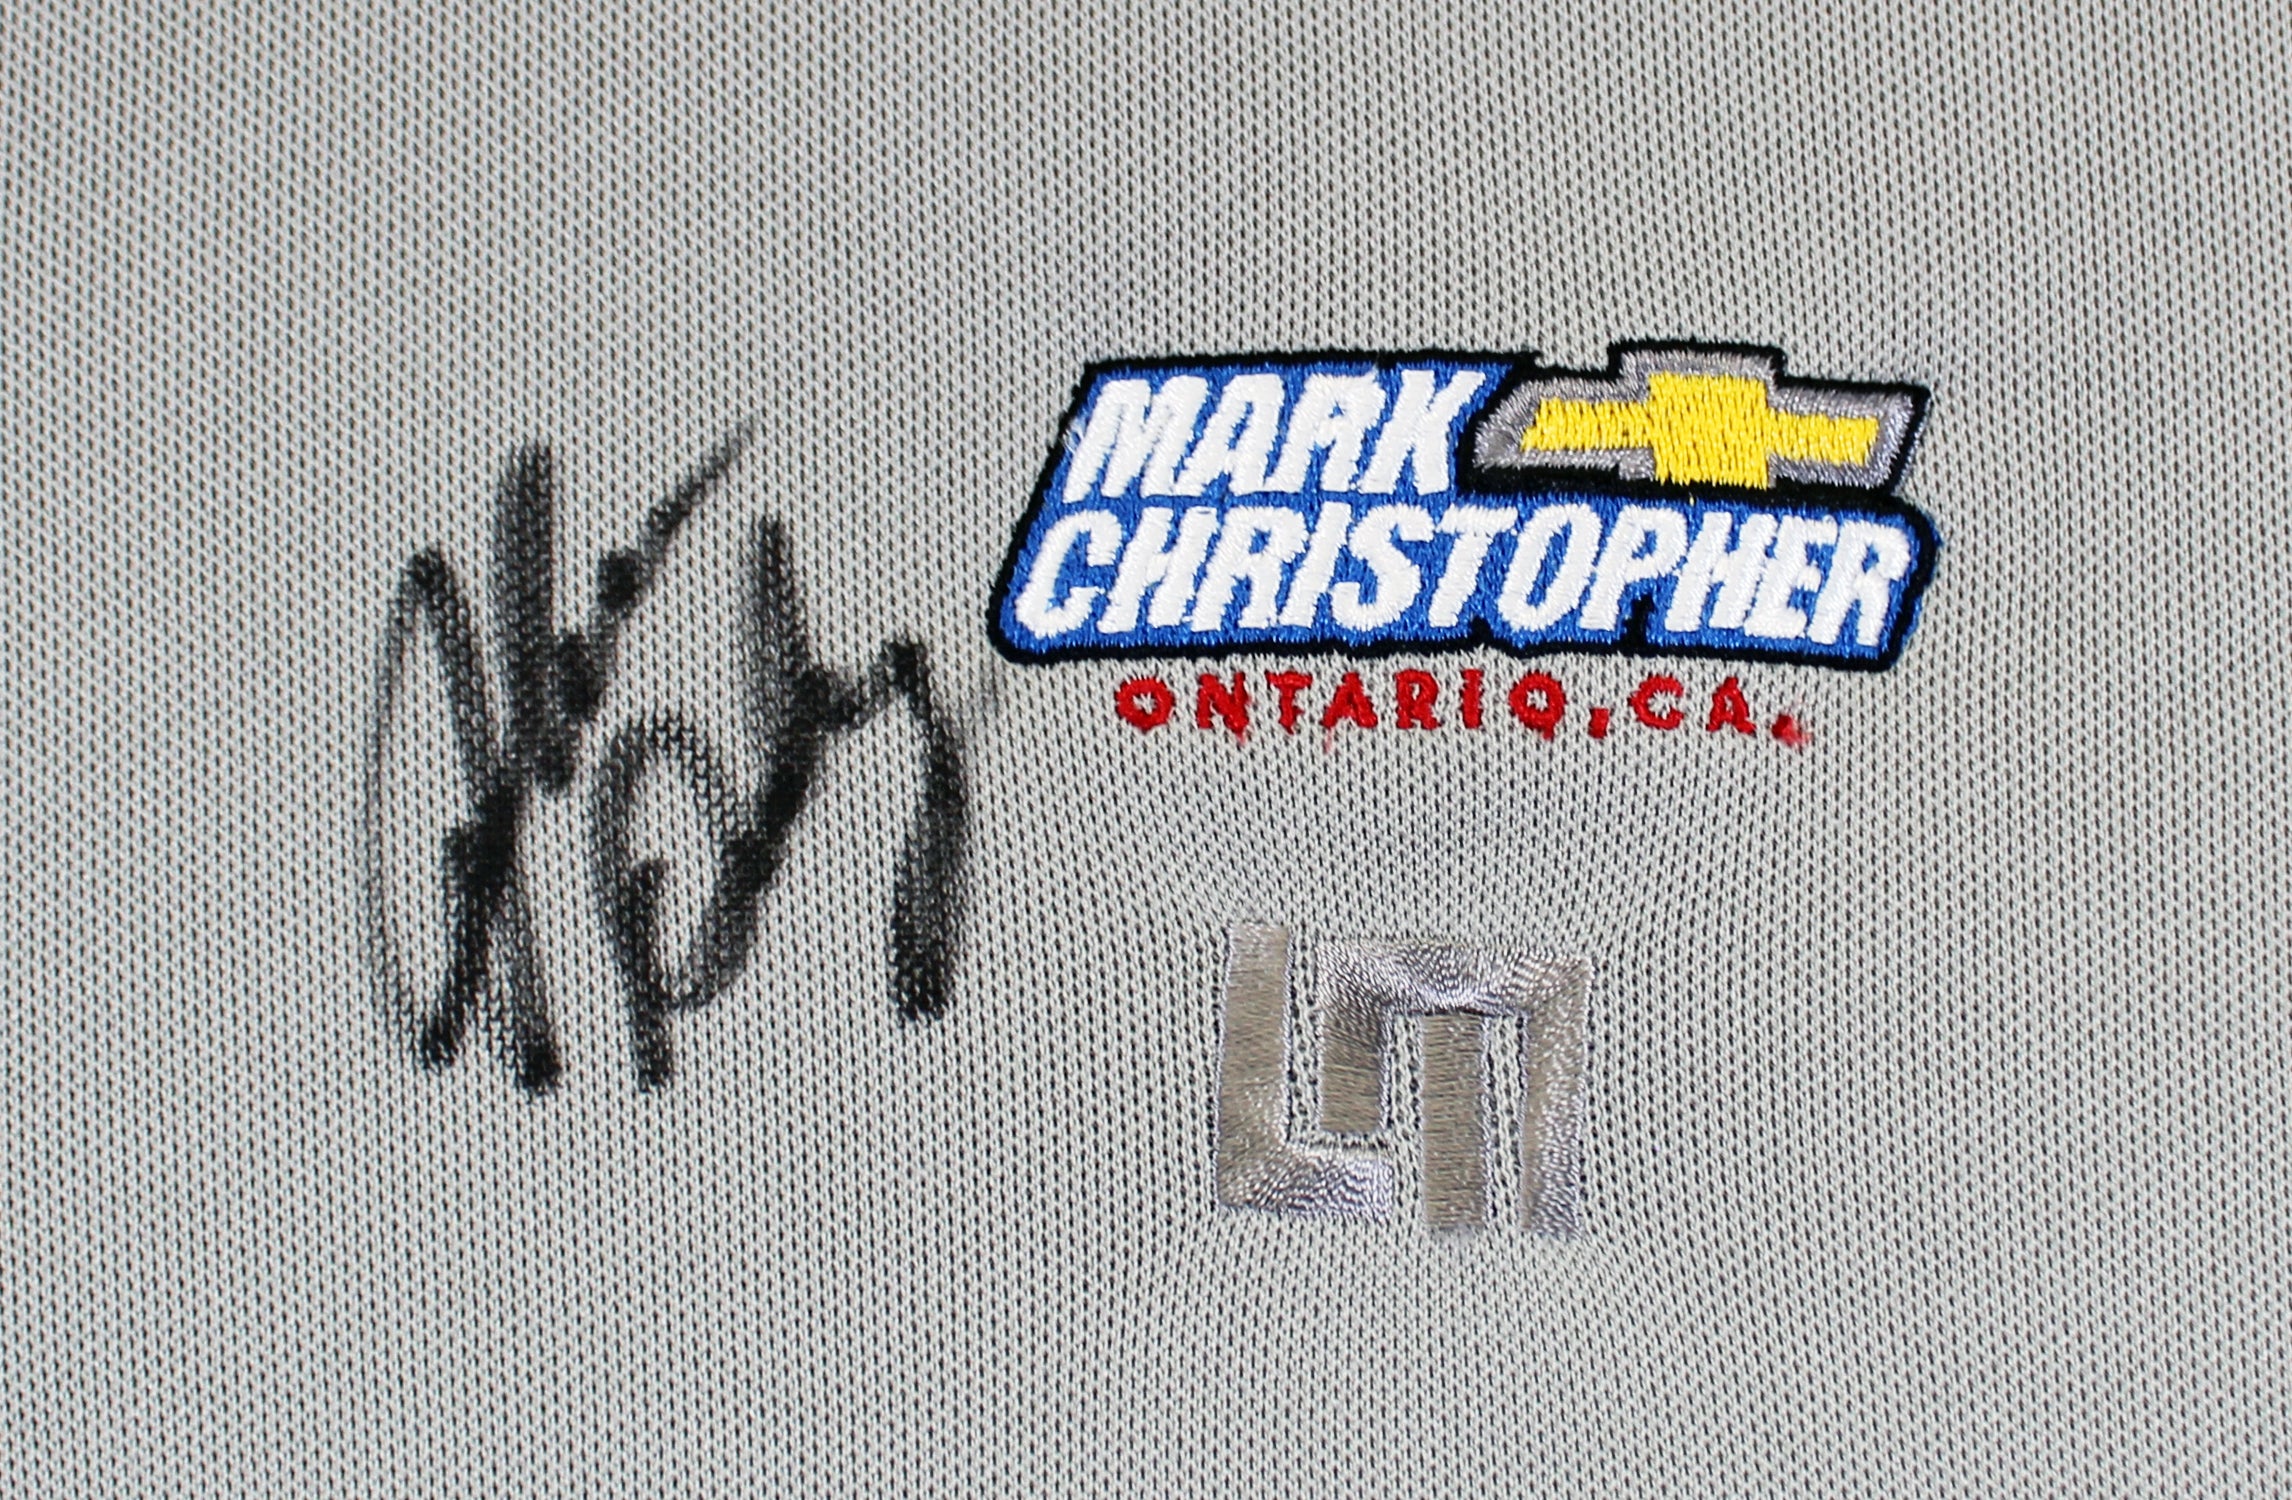 MARK
CHRISTOPHER
ONTARIO, CA.